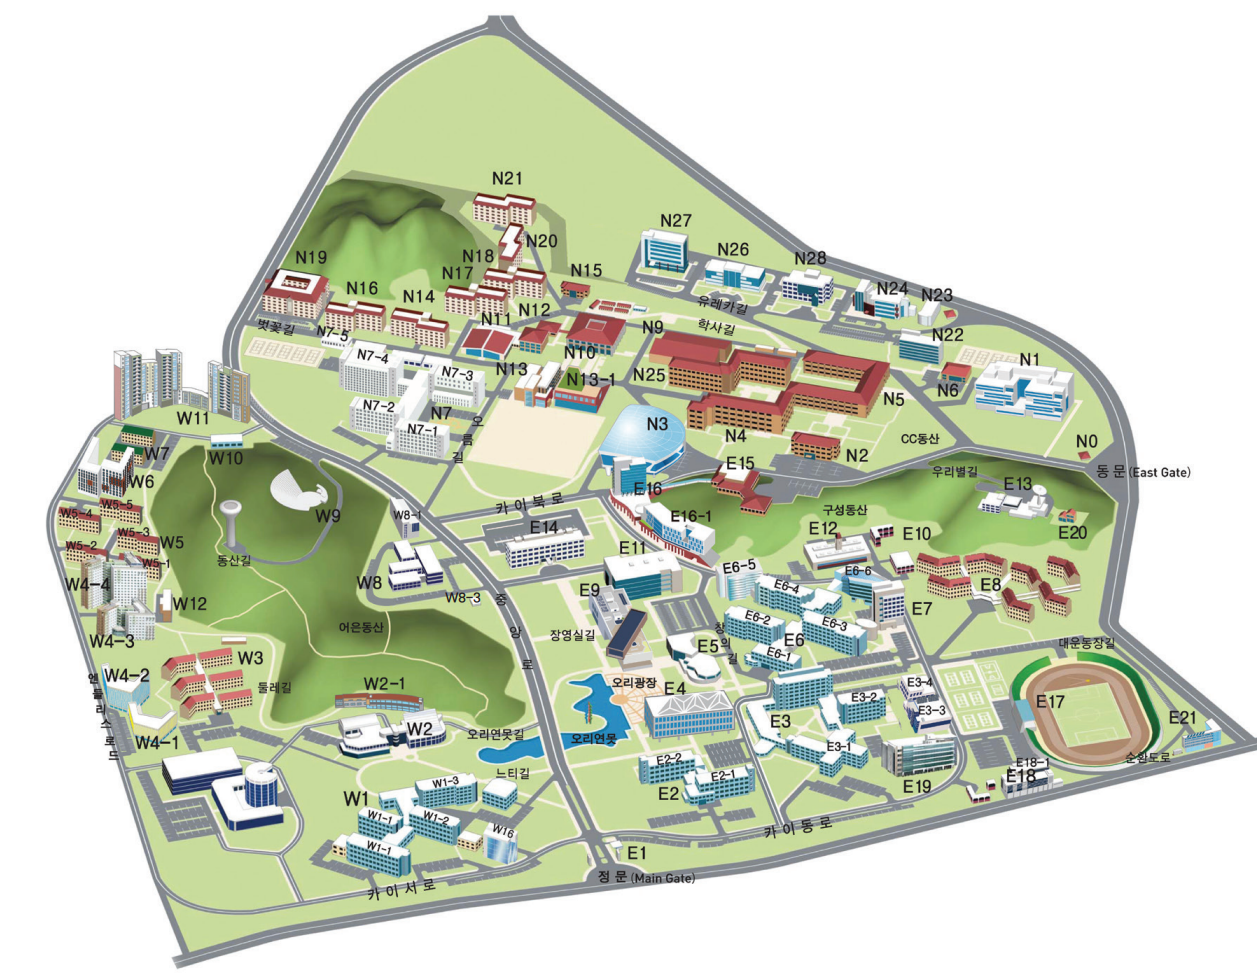 N21
N20
N27
N26
N28
N18
N17
N19
N15
N24
N23
N16
N14
N12
유레카길
학사길
벚꽃길
N7-5
N11
N9
N22
N7-4
N10
N1
N7-3
N13
N13-1
N25
N6
N5
W11
N7-2
N7
오름길
N7-1
N3
N4
CC동산
N2
N0
W7
W10
E15
우리별길
동문(East Gate)
W6
E16
E13
W5-5
W5-4
W9
카이북로
구성동산
W8-1
E16-1
E14
E12
E10
E20
W5-3
W5
W5-2
W5-1
동산길
E11
E6-5
E6-6
W4-4
W8
E9
E6-4
E8
W12
W8-3
중앙로
E7
W4-3
어은동산
장영실길
E6-2
E6-3
E6
E5
창의길
E6-1
대운동장길
W3
W4-2
엔들리스로드
둘레길
W2-1
오리광장
E4
E3-4
E3-2
E3-3
E17
E21
W2
오리연못길
오리연못
E3
E3-1
W4-1
순환도로
E2-2
E18-1
느티길
E2-1
E18
W1-3
W1
E2
E19
W1-1
W1-2
W16
카이동로
W1-1
E1
정문(Main Gate)
카이서로